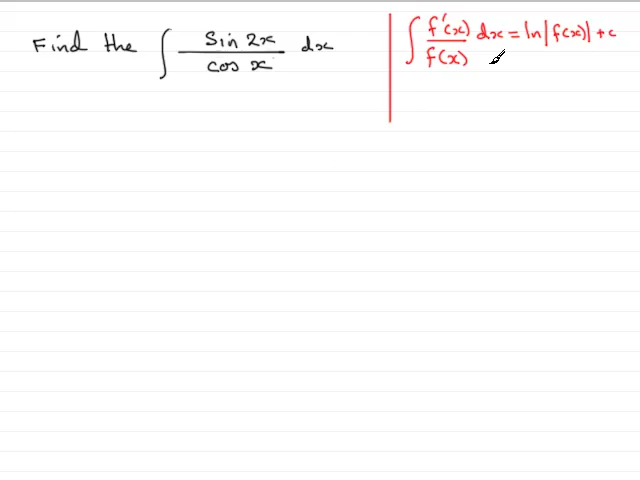 Find the ∫ Sin 2x / cos x dx
∫ f'(x) / f(x) dx = ln|f(x)| + c